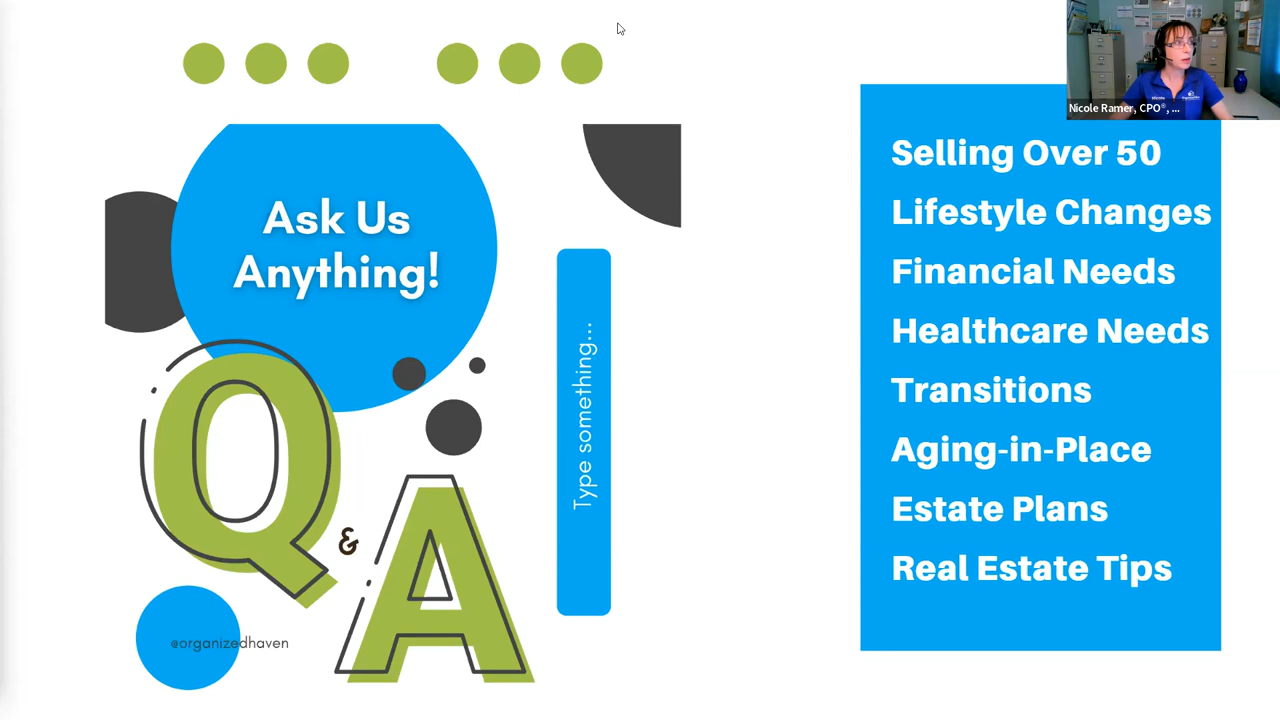 Nicole Ramer, CPO®, ...
Ask Us
Anything!
Type something...
Q
&
A
@organizedhaven
Selling Over 50
Lifestyle Changes
Financial Needs
Healthcare Needs
Transitions
Aging-in-Place
Estate Plans
Real Estate Tips